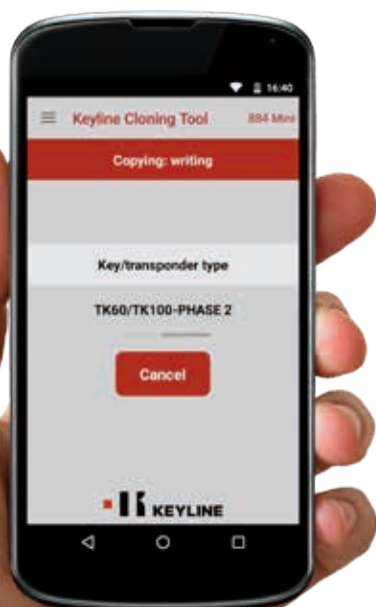 16:40
Keyline Cloning Tool 884 Mini
Copying: writing
Key/transponder type
TK60/TK100-PHASE 2
Cancel
KEYLINE